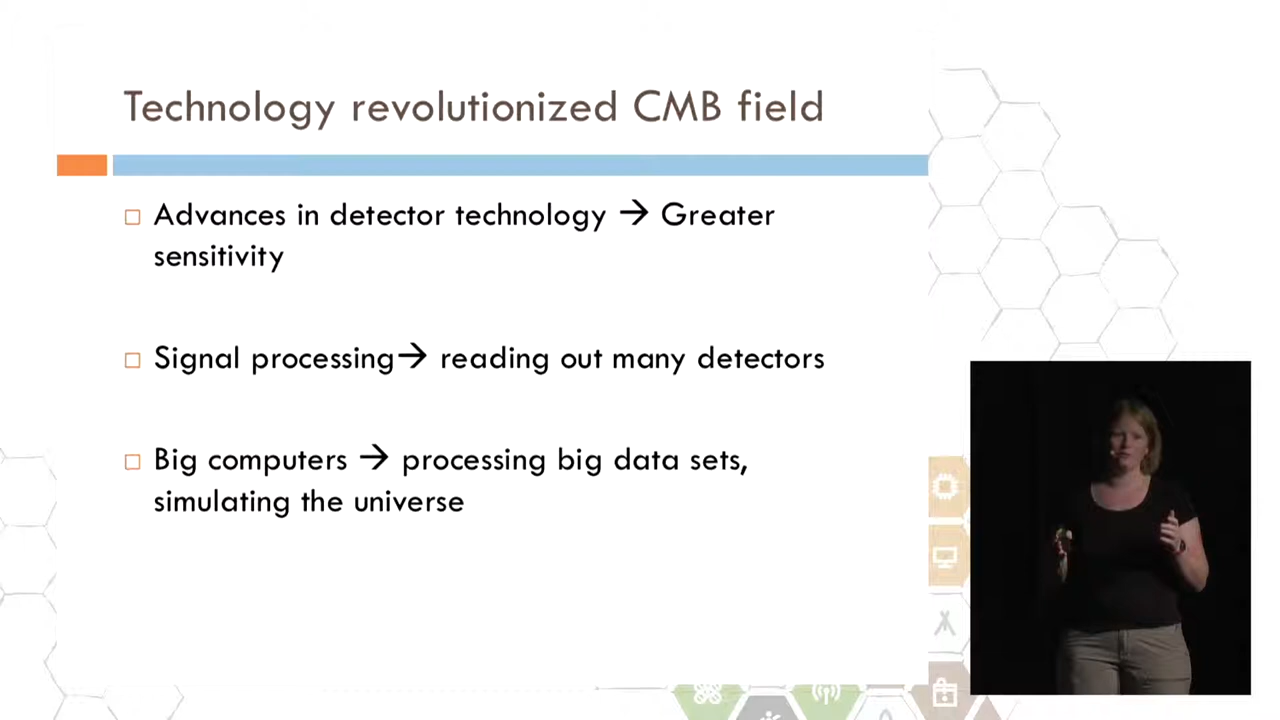 Technology revolutionized CMB field
□ Advances in detector technology → Greater
sensitivity
□ Signal processing→ reading out many detectors
□ Big computers → processing big data sets,
simulating the universe